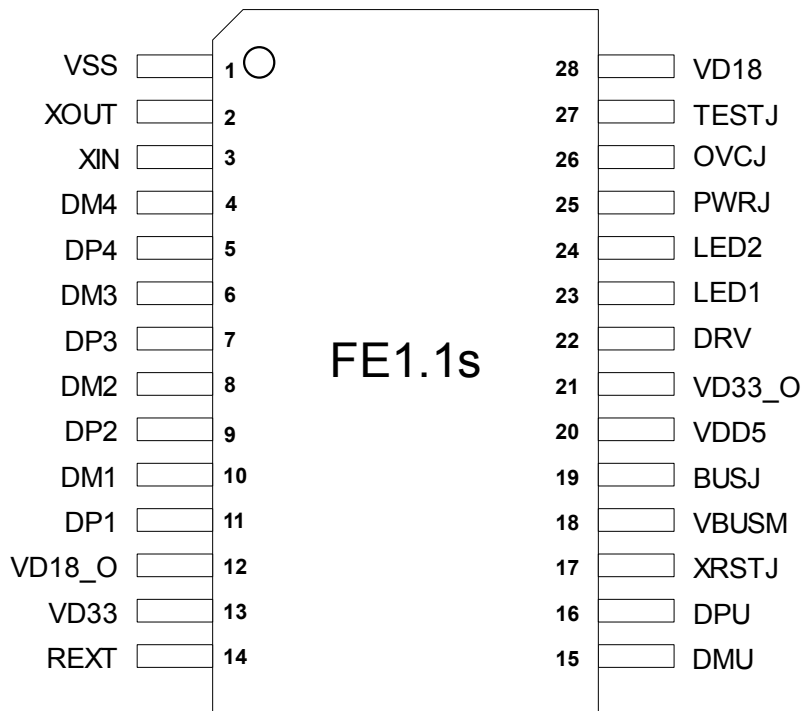 VSS 1 28 VD18
XOUT 2 27 TESTJ
XIN 3 26 OVCJ
DM4 4 25 PWRJ
DP4 5 24 LED2
DM3 6 23 LED1
DP3 7 22 DRV
FE1.1s
DM2 8 21 VD33_O
DP2 9 20 VDD5
DM1 10 19 BUSJ
DP1 11 18 VBUSM
VD18_O 12 17 XRSTJ
VD33 13 16 DPU
REXT 14 15 DMU